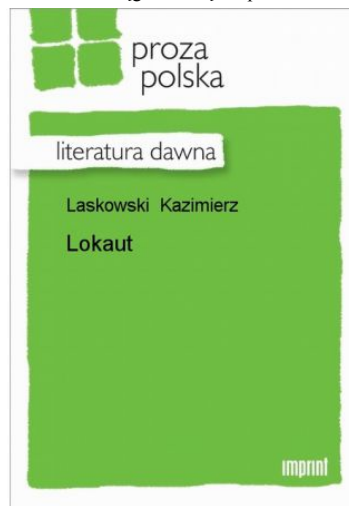 proza
polska
literatura dawna
Laskowski Kazimierz
Lokaut
imprint